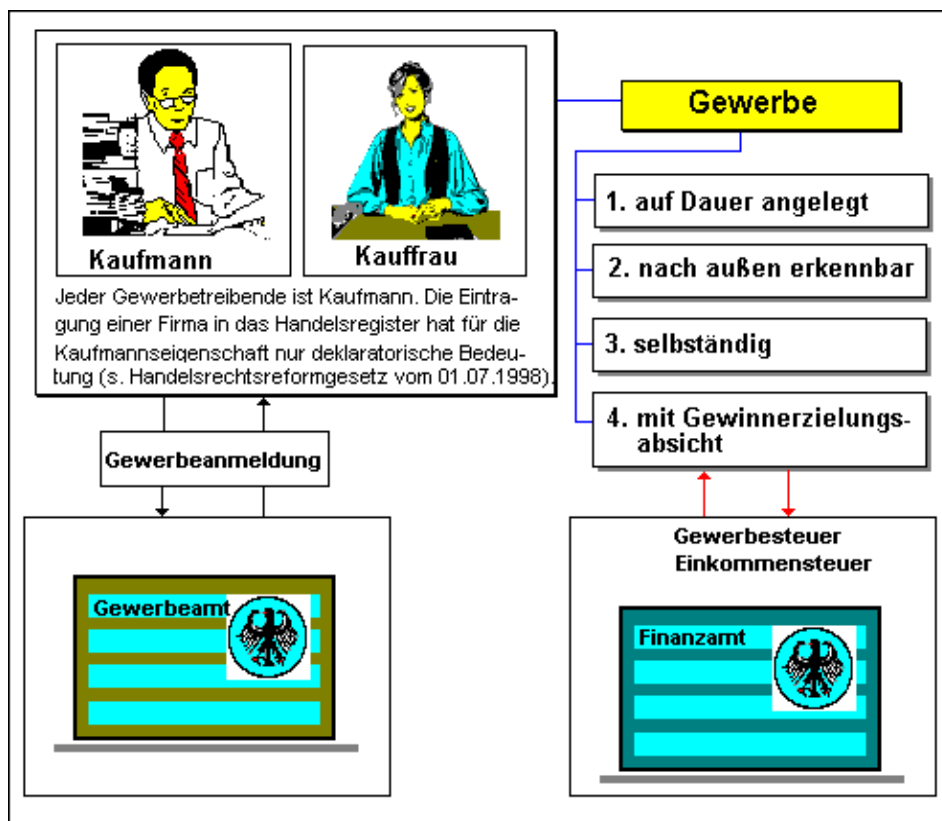 Kaufmann
Kauffrau
Jeder Gewerbetreibende ist Kaufmann. Die Eintra-
gung einer Firma in das Handelsregister hat für die
Kaufmannseigenschaft nur deklaratorische Bedeu-
tung (s. Handelsrechtsreformgesetz vom 01.07.1998).
Gewerbe
1. auf Dauer angelegt
2. nach außen erkennbar
3. selbständig
4. mit Gewinnerzielungs-
absicht
Gewerbeanmeldung
Gewerbeamt
Gewerbesteuer
Einkommensteuer
Finanzamt